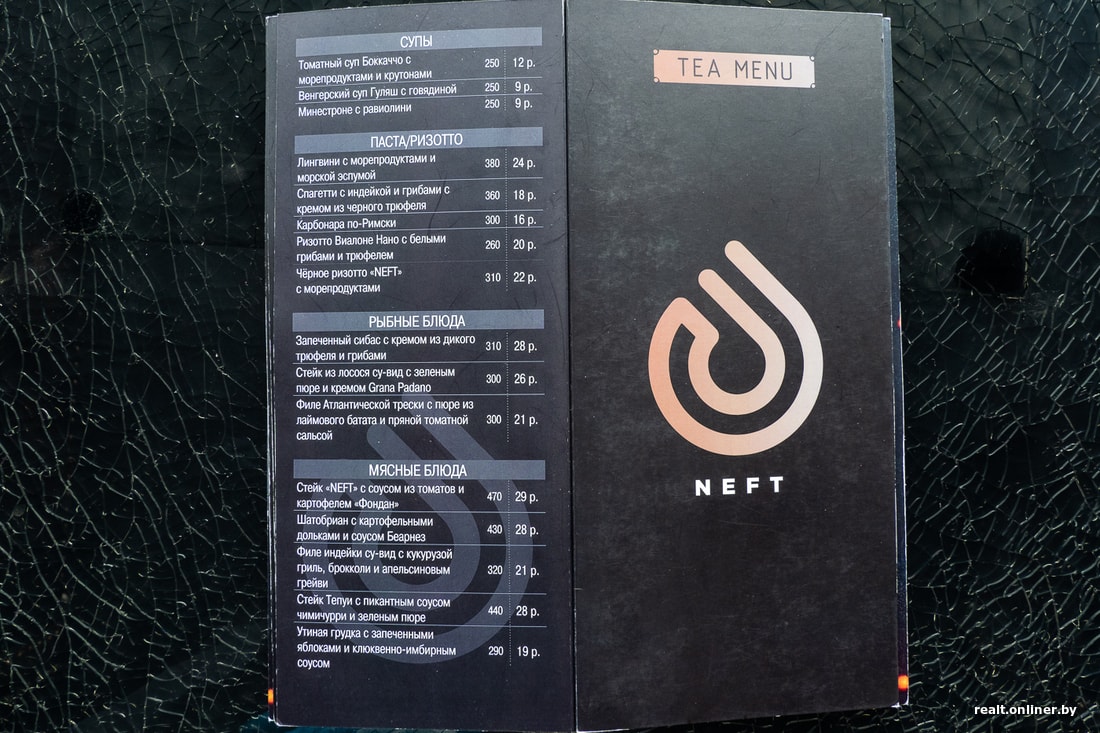 СУПЫ
Томатный суп Боккаччо с
морепродуктами и крутонами 250 12 р.
Венгерский суп Гуляш с говядиной 250 9 р.
Минестроне с равиолини 250 9 р.
ПАСТА/РИЗОТТО
Лингвини с морепродуктами и
морской эспумой 380 24 р.
Спагетти с индейкой и грибами с
кремом из черного трюфеля 360 18 р.
Карбонара по-Римски 300 16 р.
Ризотто Виалоне Нано с белыми
грибами и трюфелем 260 20 р.
Чёрное ризотто «NEFT»
с морепродуктами 310 22 р.
РЫБНЫЕ БЛЮДА
Запеченный сибас с кремом из дикого
трюфеля и грибами 310 28 р.
Стейк из лосося су-вид с зеленым
пюре и кремом Grana Padano 300 26 р.
Филе Атлантической трески с пюре из
лаймового батата и пряной томатной 300 21 р.
сальсой
МЯСНЫЕ БЛЮДА
Стейк «NEFT» с соусом из томатов и
картофелем «Фондан» 470 29 р.
Шатобриан с картофельными
дольками и соусом Беарнез 430 28 р.
Филе индейки су-вид с кукурузой
гриль, брокколи и апельсиновым 320 21 р.
грейви
Стейк Тепуи с пикантным соусом
чимичурри и зеленым пюре 440 28 р.
Утиная грудка с запеченными
яблоками и клюквенно-имбирным 290 19 р.
соусом
TEA MENU
NEFT
realt.onliner.by